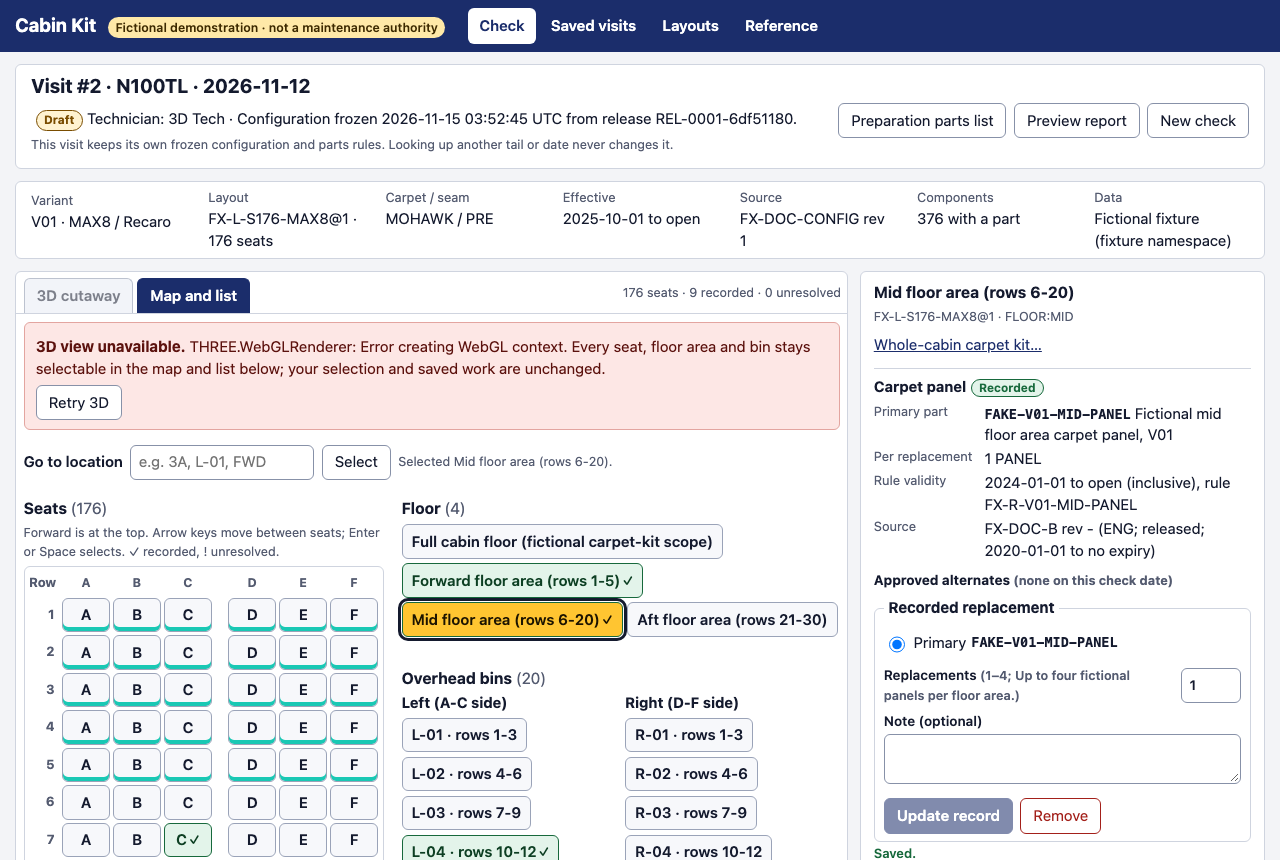 Cabin Kit
Fictional demonstration · not a maintenance authority
Check
Saved visits
Layouts
Reference
Visit #2 · N100TL · 2026-11-12
Draft Technician: 3D Tech · Configuration frozen 2026-11-15 03:52:45 UTC from release REL-0001-6df51180.
This visit keeps its own frozen configuration and parts rules. Looking up another tail or date never changes it.
Preparation parts list
Preview report
New check
Variant
V01 · MAX8 / Recaro
Layout
FX-L-S176-MAX8@1 ·
176 seats
Carpet / seam
MOHAWK / PRE
Effective
2025-10-01 to open
Source
FX-DOC-CONFIG rev
1
Components
376 with a part
Data
Fictional fixture
(fixture namespace)
3D cutaway
Map and list
176 seats · 9 recorded · 0 unresolved
3D view unavailable. THREE.WebGLRenderer: Error creating WebGL context. Every seat, floor area and bin stays
selectable in the map and list below; your selection and saved work are unchanged.
Retry 3D
Go to location
e.g. 3A, L-01, FWD
Select
Selected Mid floor area (rows 6-20).
Seats (176)
Forward is at the top. Arrow keys move between seats; Enter
or Space selects. ✓ recorded, ! unresolved.
Row A B C D E F
1 A B C D E F
2 A B C D E F
3 A B C D E F
4 A B C D E F
5 A B C D E F
6 A B C D E F
7 A B C ✓ D E F
Floor (4)
Full cabin floor (fictional carpet-kit scope)
Forward floor area (rows 1-5) ✓
Mid floor area (rows 6-20) ✓
Aft floor area (rows 21-30)
Overhead bins (20)
Left (A-C side)
L-01 · rows 1-3
L-02 · rows 4-6
L-03 · rows 7-9
L-04 · rows 10-12 ✓
Right (D-F side)
R-01 · rows 1-3
R-02 · rows 4-6
R-03 · rows 7-9
R-04 · rows 10-12
Mid floor area (rows 6-20)
FX-L-S176-MAX8@1 · FLOOR:MID
Whole-cabin carpet kit...
Carpet panel Recorded
Primary part
FAKE-V01-MID-PANEL Fictional mid
floor area carpet panel, V01
Per replacement
1 PANEL
Rule validity
2024-01-01 to open (inclusive), rule
FX-R-V01-MID-PANEL
Source
FX-DOC-B rev - (ENG; released;
2020-01-01 to no expiry)
Approved alternates (none on this check date)
Recorded replacement
Primary FAKE-V01-MID-PANEL
Replacements (1–4; Up to four fictional
panels per floor area.)
1
Note (optional)
Update record
Remove
Saved.